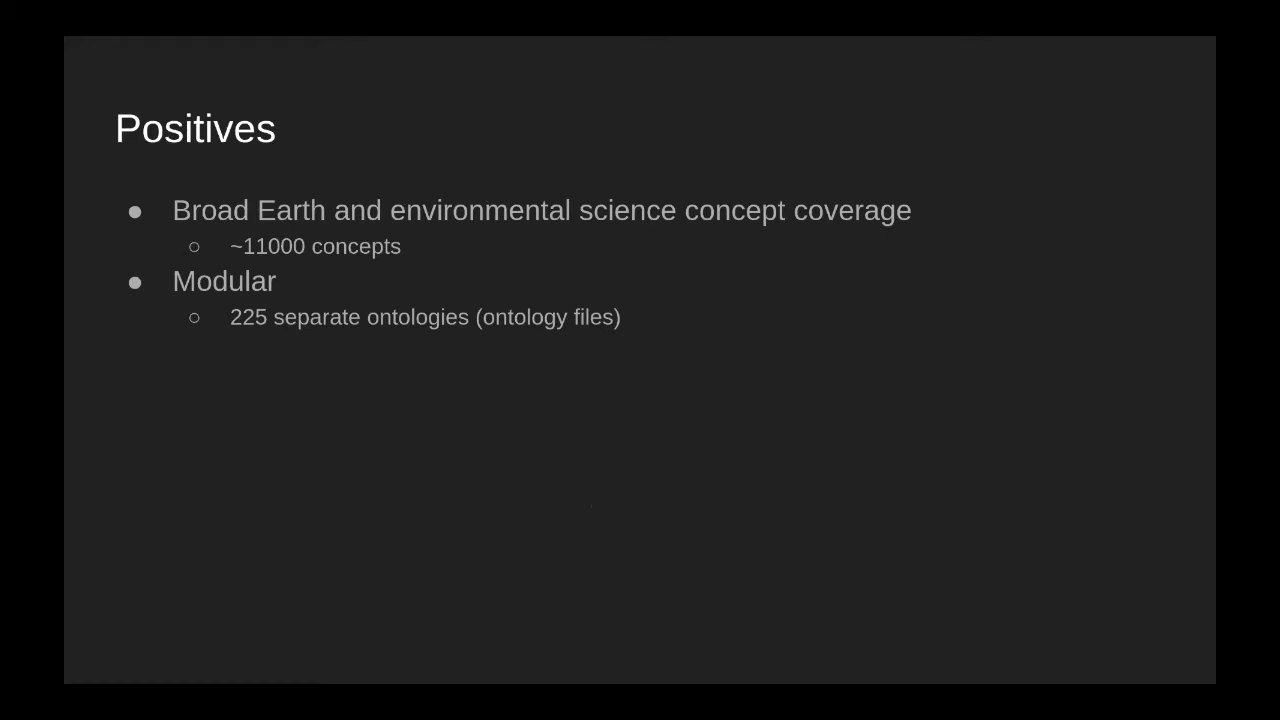 Positives
● Broad Earth and environmental science concept coverage
○ ~11000 concepts
● Modular
○ 225 separate ontologies (ontology files)